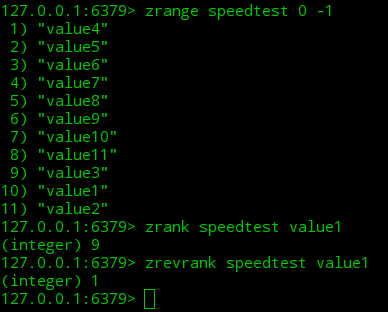 127.0.0.1:6379> zrange speedtest 0 -1
1) "value4"
2) "value5"
3) "value6"
4) "value7"
5) "value8"
6) "value9"
7) "value10"
8) "value11"
9) "value3"
10) "value1"
11) "value2"
127.0.0.1:6379> zrank speedtest value1
(integer) 9
127.0.0.1:6379> zrevrank speedtest value1
(integer) 1
127.0.0.1:6379>